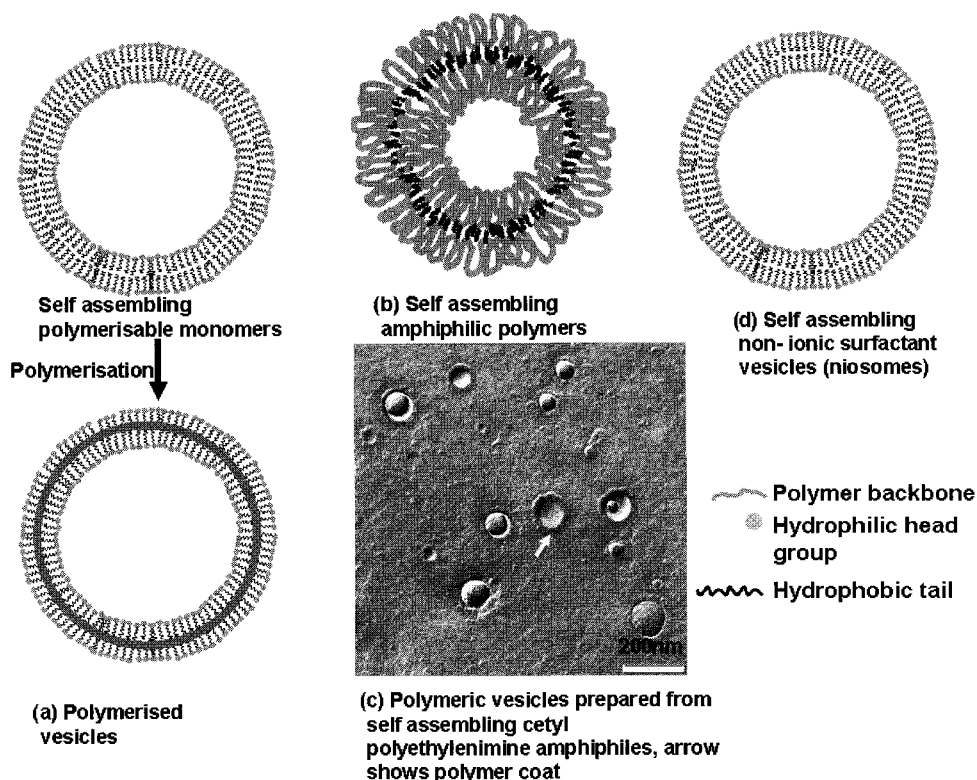 Self assembling
polymerisable monomers
Polymerisation
(a) Polymerised
vesicles
(b) Self assembling
amphiphilic polymers
200nm
(c) Polymeric vesicles prepared from
self assembling cetyl
polyethylenimine amphiphiles, arrow
shows polymer coat
(d) Self assembling
non- ionic surfactant
vesicles (niosomes)
Polymer backbone
Hydrophilic head
group
Hydrophobic tail